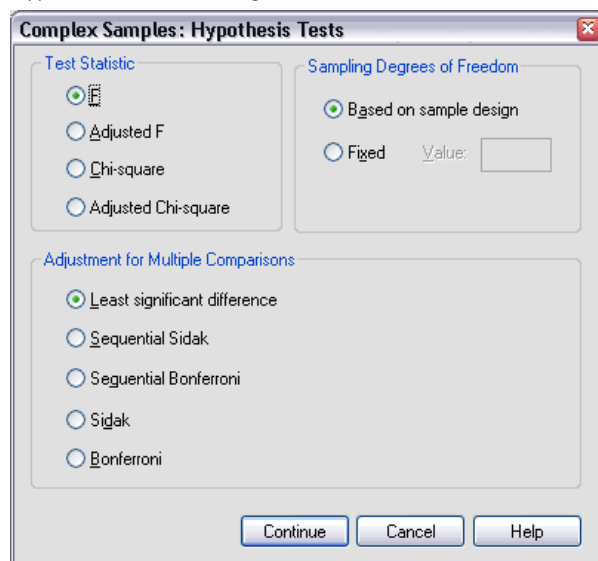 Complex Samples: Hypothesis Tests
Test Statistic
F
Adjusted F
Chi-square
Adjusted Chi-square
Sampling Degrees of Freedom
Based on sample design
Fixed Value:
Adjustment for Multiple Comparisons
Least significant difference
Sequential Sidak
Sequential Bonferroni
Sidak
Bonferroni
Continue Cancel Help